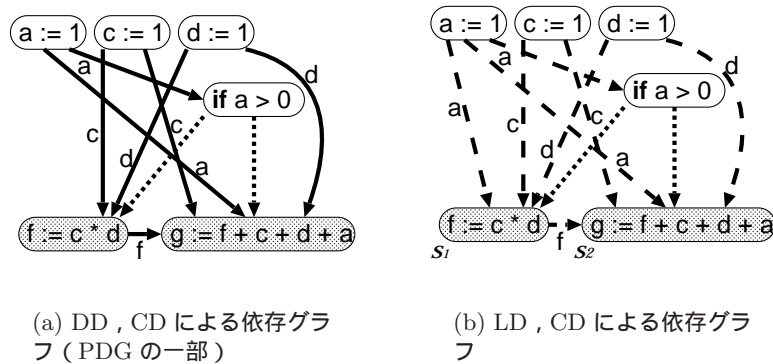 a := 1
c := 1
d := 1
a
if a > 0
d
c
c
d
a
f := c * d
f
g := f + c + d + a
(a) DD , CD による依存グラ
フ ( PDG の一部 )
a := 1
c := 1
d := 1
a
d
if a > 0
a
c
c
d
a
f := c * d
f
g := f + c + d + a
S1
S2
(b) LD , CD による依存グラ
フ